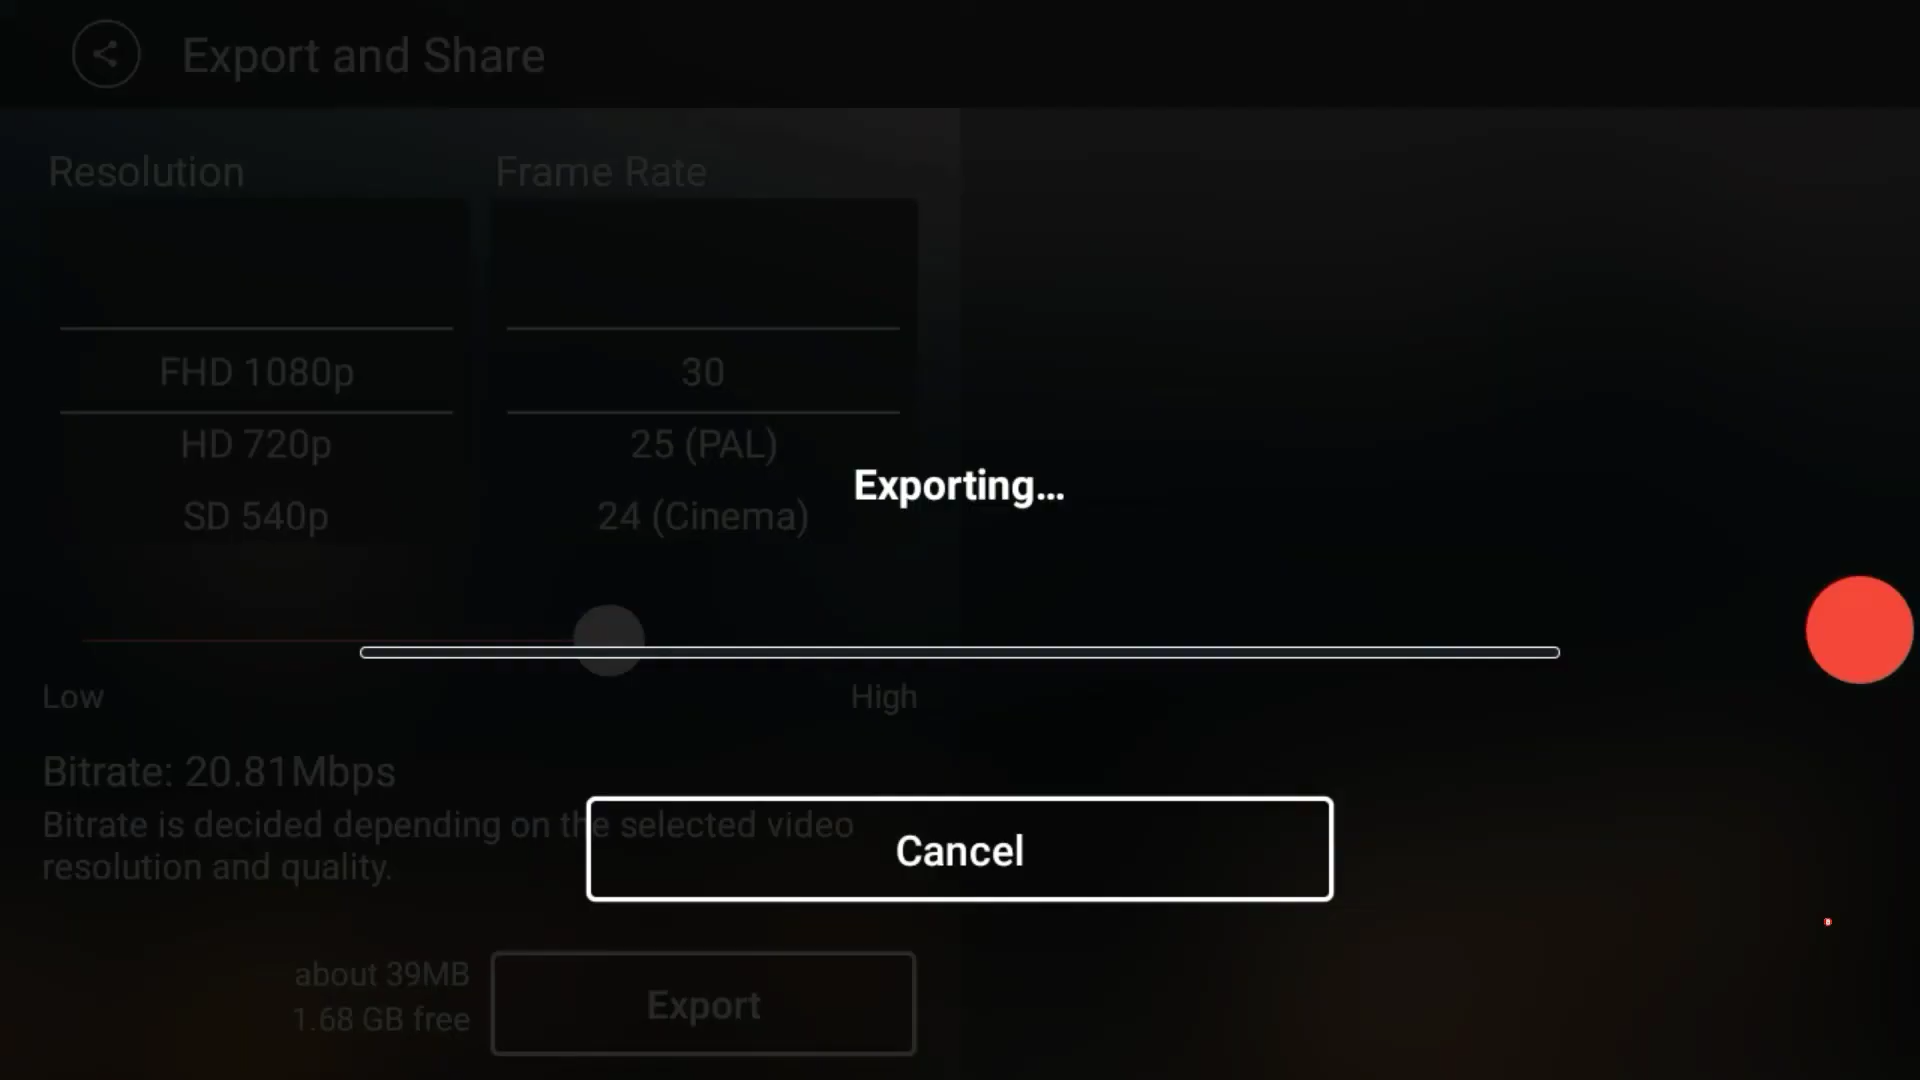 Export and Share
Resolution
Frame Rate
FHD 1080p
30
HD 720p
25 (PAL)
SD 540p
24 (Cinema)
Exporting...
Low
High
Bitrate: 20.81Mbps
Bitrate is decided depending on the selected video
resolution and quality.
Cancel
about 39MB
1.68 GB free
Export